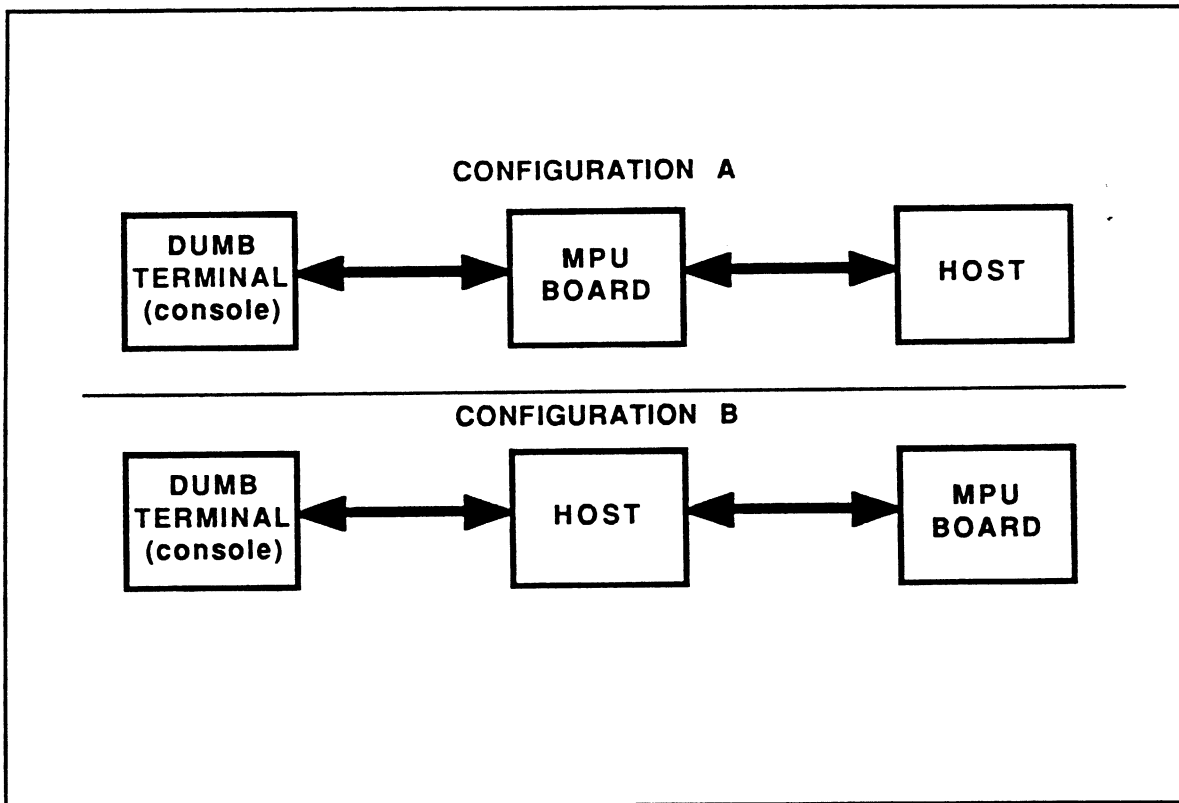 CONFIGURATION A
DUMB
TERMINAL
(console)
MPU
BOARD
HOST
CONFIGURATION B
DUMB
TERMINAL
(console)
HOST
MPU
BOARD